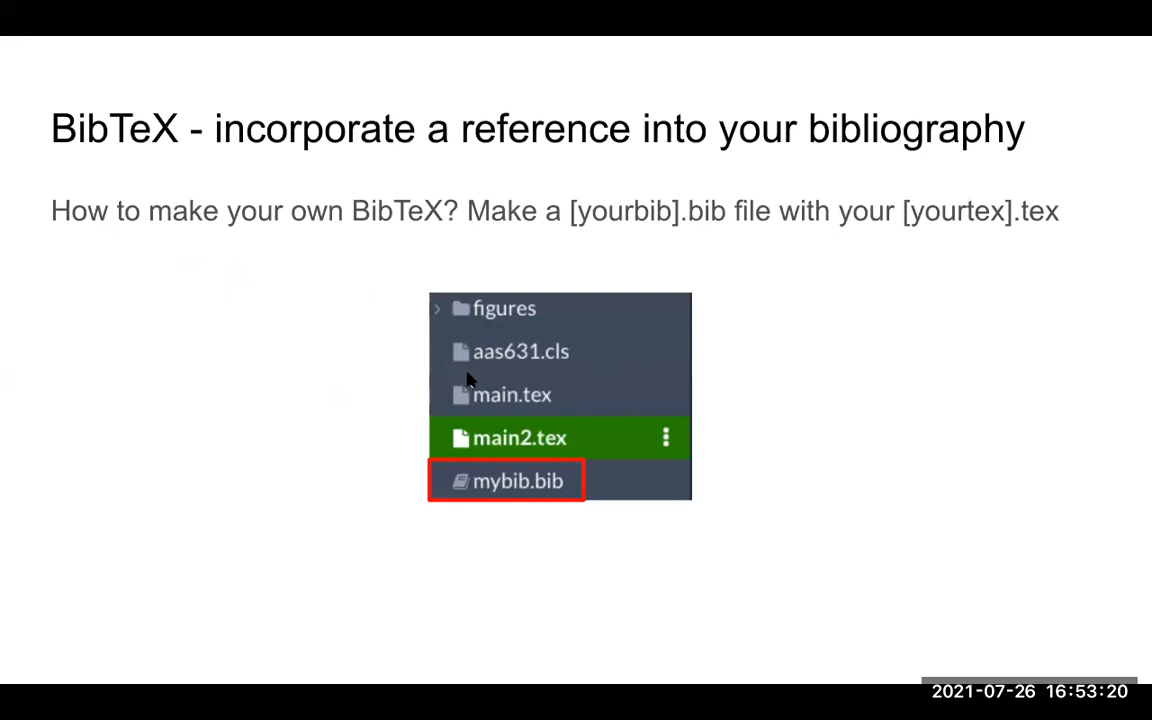 BibTeX - incorporate a reference into your bibliography
How to make your own BibTeX? Make a [yourbib].bib file with your [yourtex].tex
figures
aas631.cls
main.tex
main2.tex
mybib.bib
2021-07-26 16:53:20